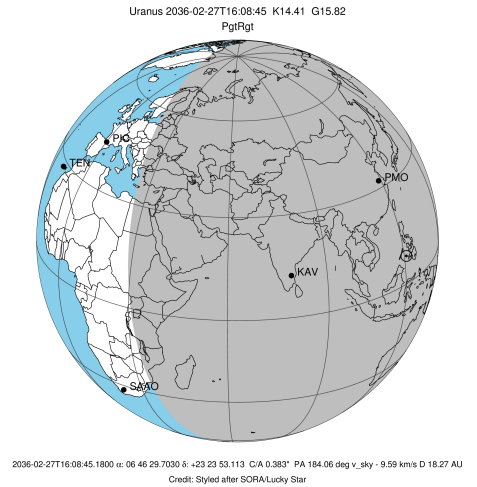 Uranus 2036-02-27T16:08:45 K14.41 G15.82
PgtRgt
PIC
TEN
PMO
KAV
SAAO
2036-02-27T16:08:45.1800 α: 06 46 29.7030 δ: +23 23 53.113 C/A 0.383" PA 184.06 deg v_sky - 9.59 km/s D 18.27 AU
Credit: Styled after SORA/Lucky Star